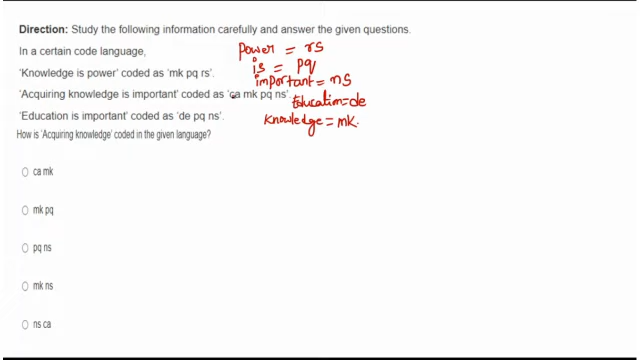 Direction: Study the following information carefully and answer the given questions.
In a certain code language,
'Knowledge is power' coded as 'mk pq rs'.
'Acquiring knowledge is important' coded as 'ca mk pq ns'.
'Education is important' coded as 'de pq ns'.
How is 'Acquiring knowledge' coded in the given language?
power = rs
is = pq
important = ns
Education = de
Knowledge = mk.
ca mk
mk pq
pq ns
mk ns
ns ca